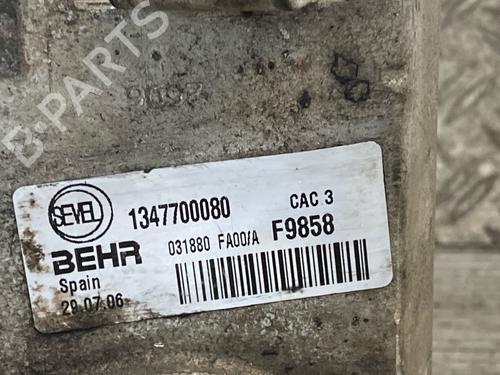 B-PARTS
SEVEL
1347700080
CAC 3
BEHR
031880 FA00/A
F9858
Spain
29.07.06